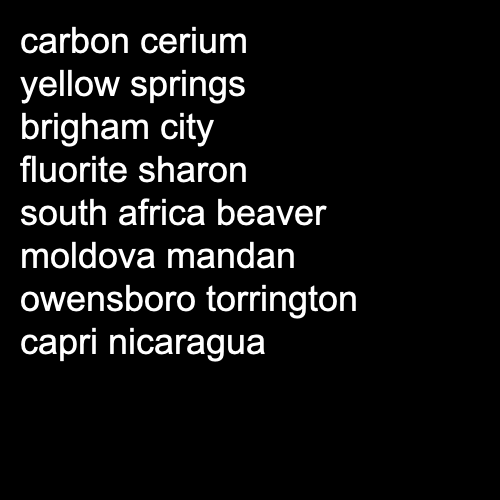 carbon cerium
yellow springs
brigham city
fluorite sharon
south africa beaver
moldova mandan
owensboro torrington
capri nicaragua